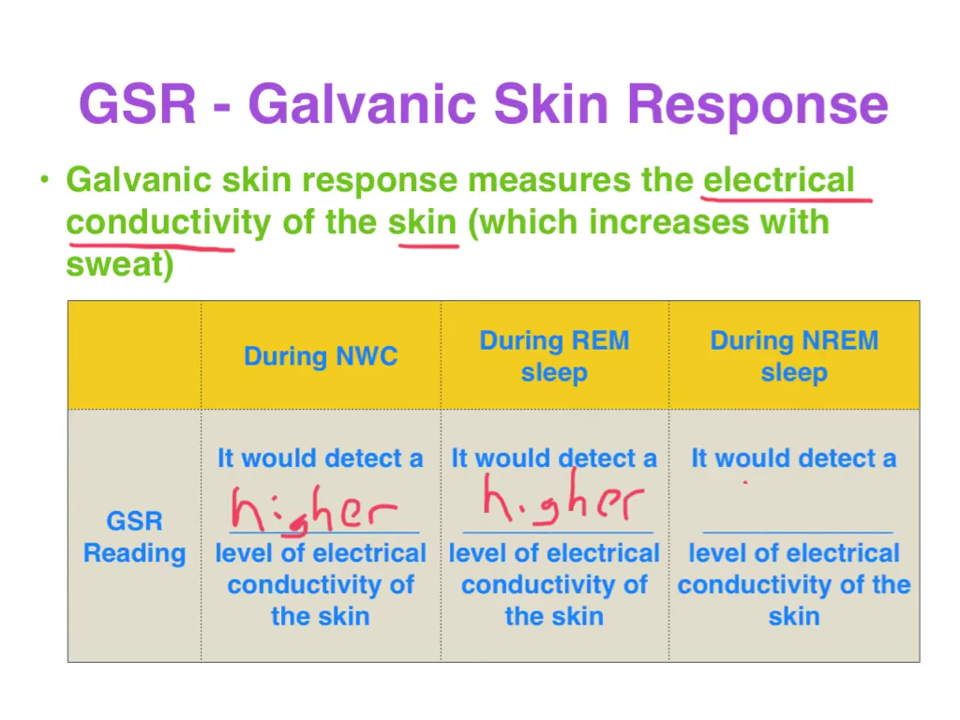 GSR - Galvanic Skin Response
• Galvanic skin response measures the electrical
conductivity of the skin (which increases with
sweat)
During NWC
During REM
sleep
During NREM
sleep
GSR
Reading
It would detect a
higher
level of electrical
conductivity of
the skin
It would detect a
higher
level of electrical
conductivity of
the skin
It would detect a
level of electrical
conductivity of the
skin